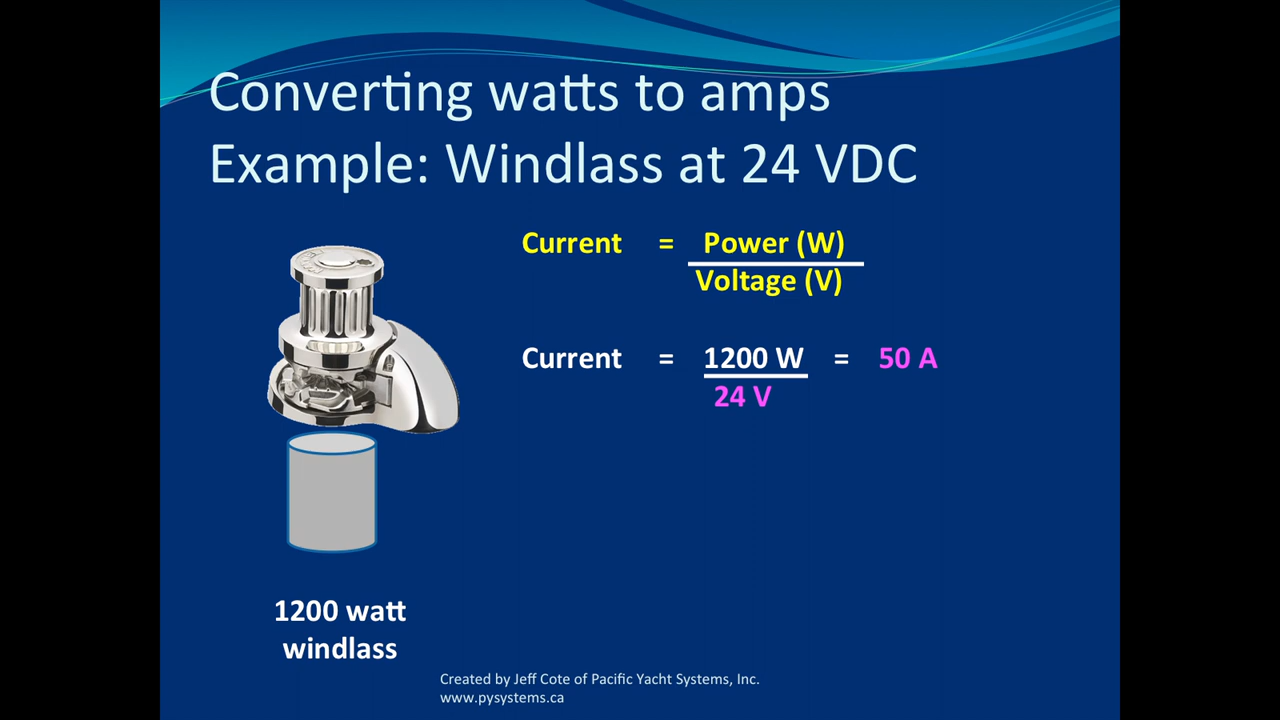 Converting watts to amps
Example: Windlass at 24 VDC
Current = Power (W)
Voltage (V)
Current = 1200 W = 50 A
24 V
1200 watt
windlass
Created by Jeff Cote of Pacific Yacht Systems, Inc.
www.pysystems.ca